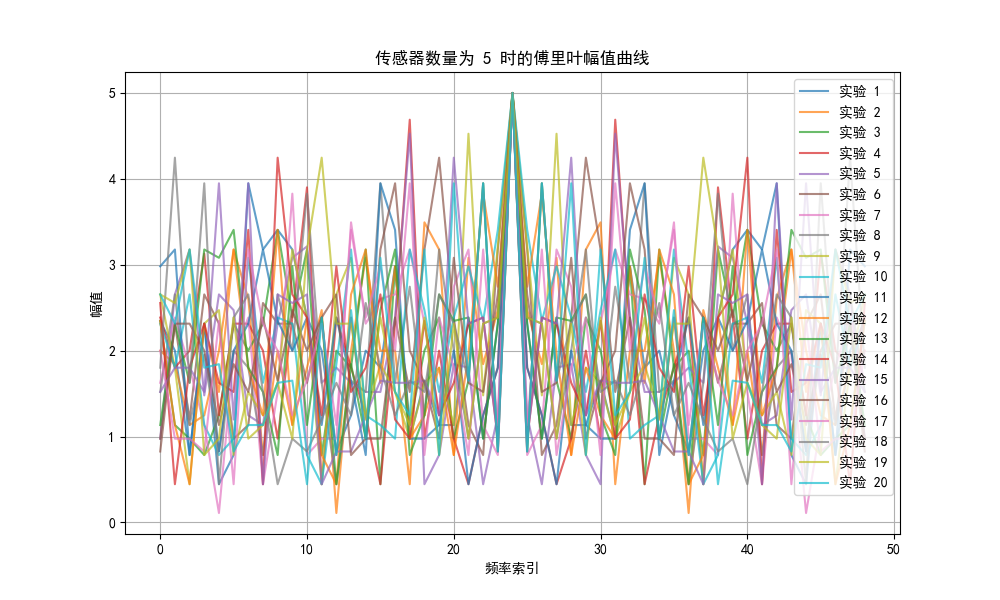 传感器数量为 5 时的傅里叶幅值曲线
幅值
5
4
3
2
1
0
0
10
20
30
40
50
频率索引
实验 1
实验 2
实验 3
实验 4
实验 5
实验 6
实验 7
实验 8
实验 9
实验 10
实验 11
实验 12
实验 13
实验 14
实验 15
实验 16
实验 17
实验 18
实验 19
实验 20